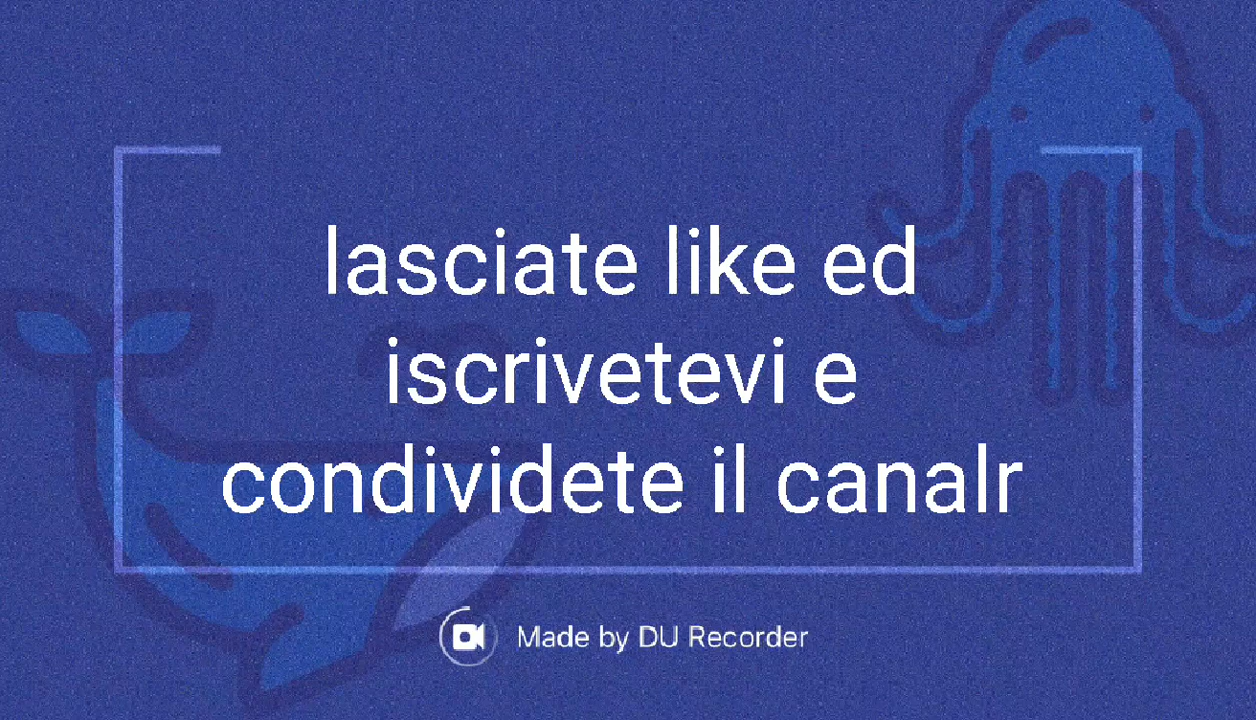 lasciate like ed
iscrivetevi e
condividete il canalr
Made by DU Recorder